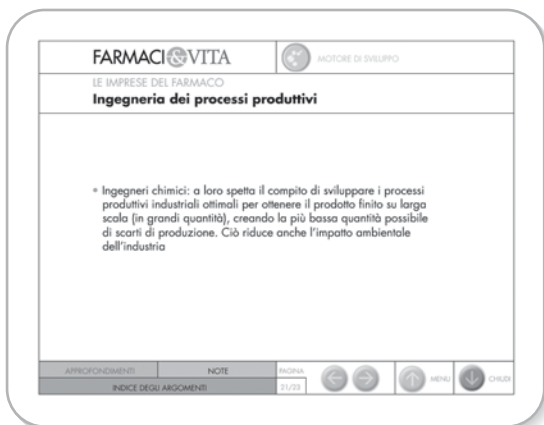 FARMACI&VITA
MOTORE DI SVILUPPO
LE IMPRESE DEL FARMACO
Ingegneria dei processi produttivi
• Ingegneri chimici: a loro spetta il compito di sviluppare i processi
produttivi industriali ottimali per ottenere il prodotto finito su larga
scala (in grandi quantità), creando la più bassa quantità possibile
di scarti di produzione. Ciò riduce anche l'impatto ambientale
dell'industria
APPROFONDIMENTI
NOTE
PAGINA
MENU
CHIUDI
INDICE DEGLI ARGOMENTI
21/23